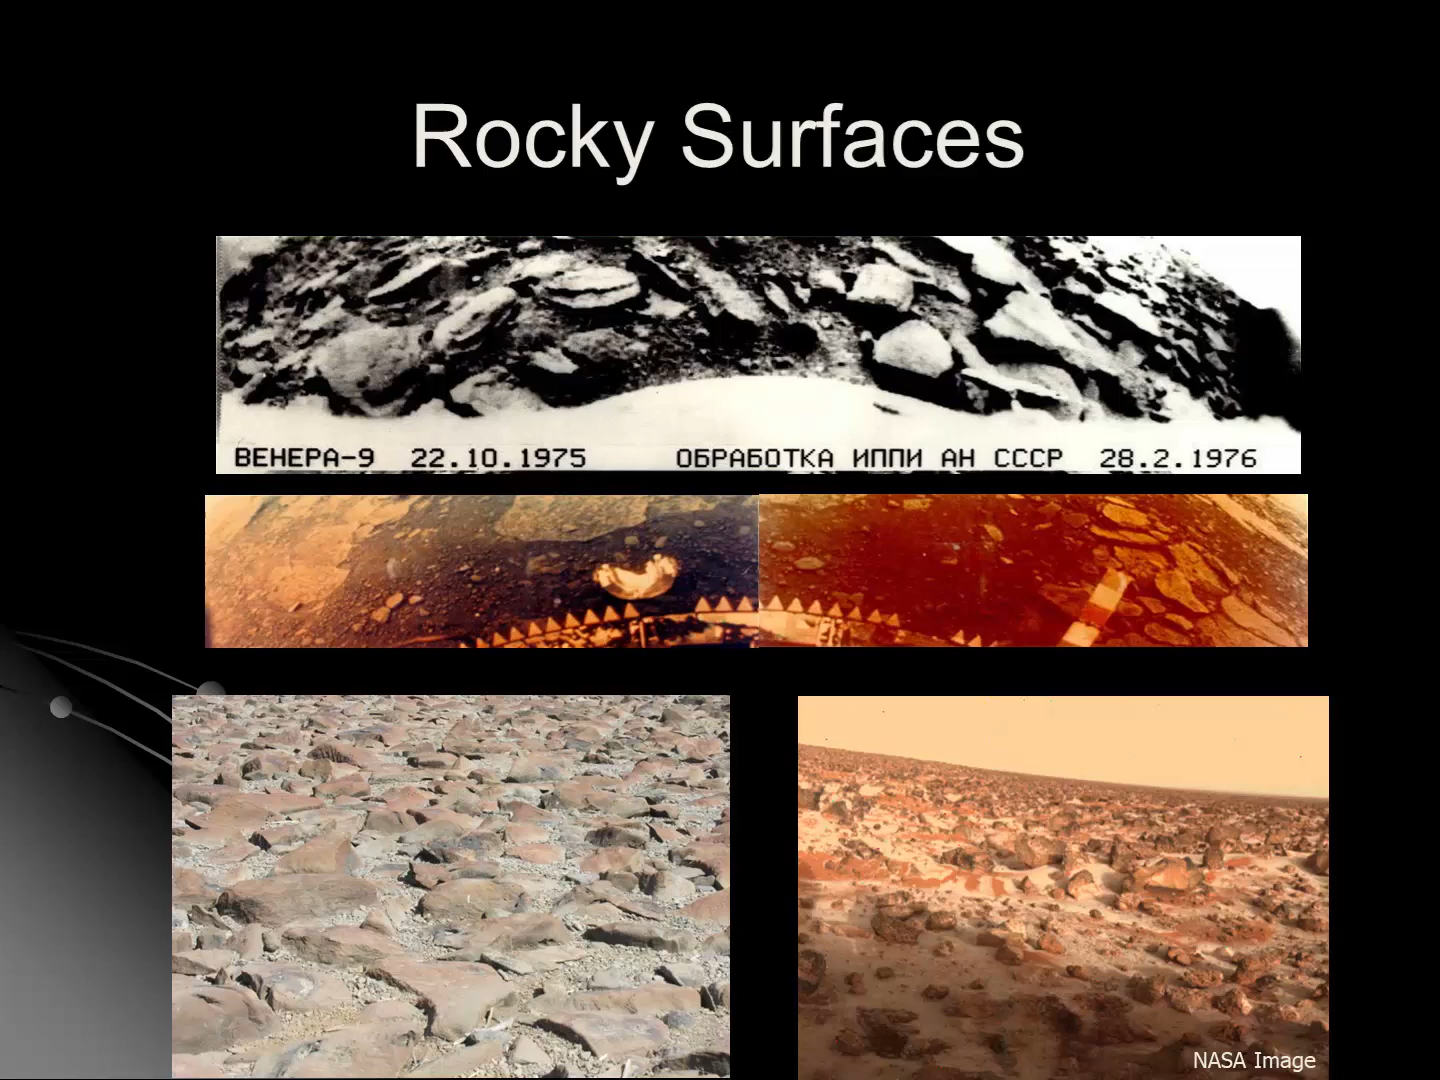 Rocky Surfaces
ВЕНЕРА-9 22.10.1975 ОБРАБОТКА ИППИ АН СССР 28.2.1976
NASA Image